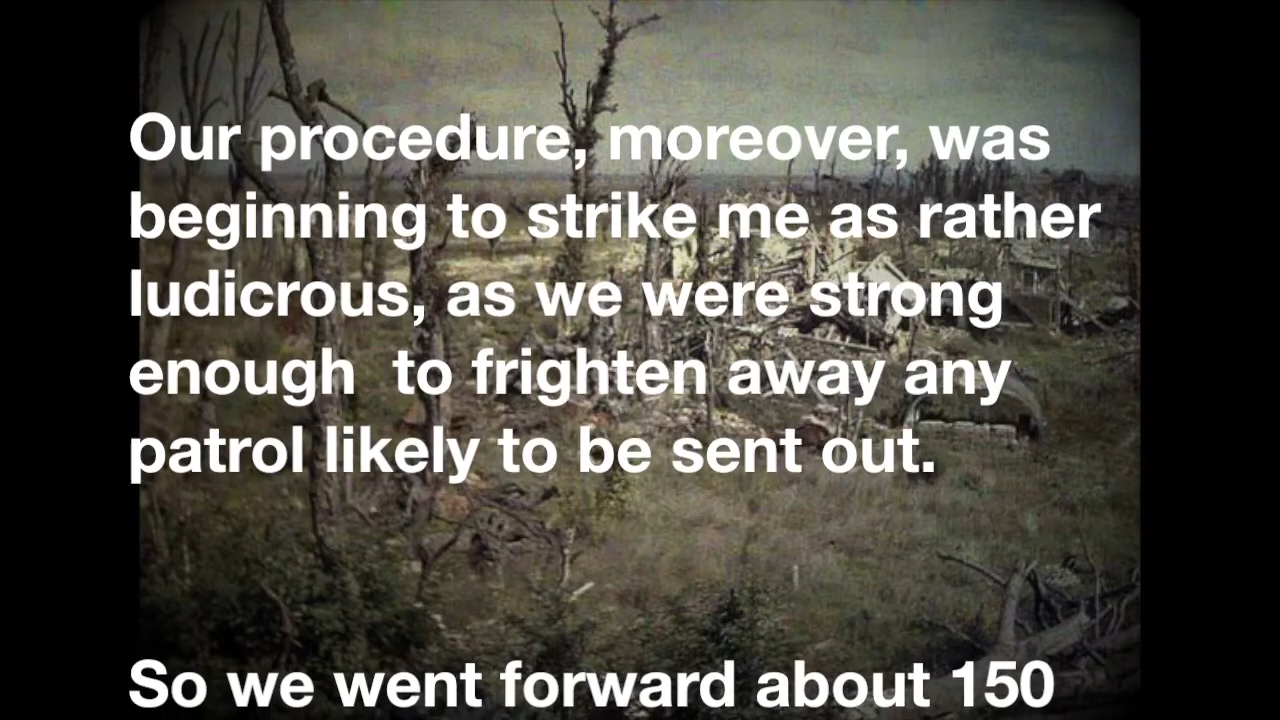 Our procedure, moreover, was
beginning to strike me as rather
ludicrous, as we were strong
enough  to frighten away any
patrol likely to be sent out.
So we went forward about 150